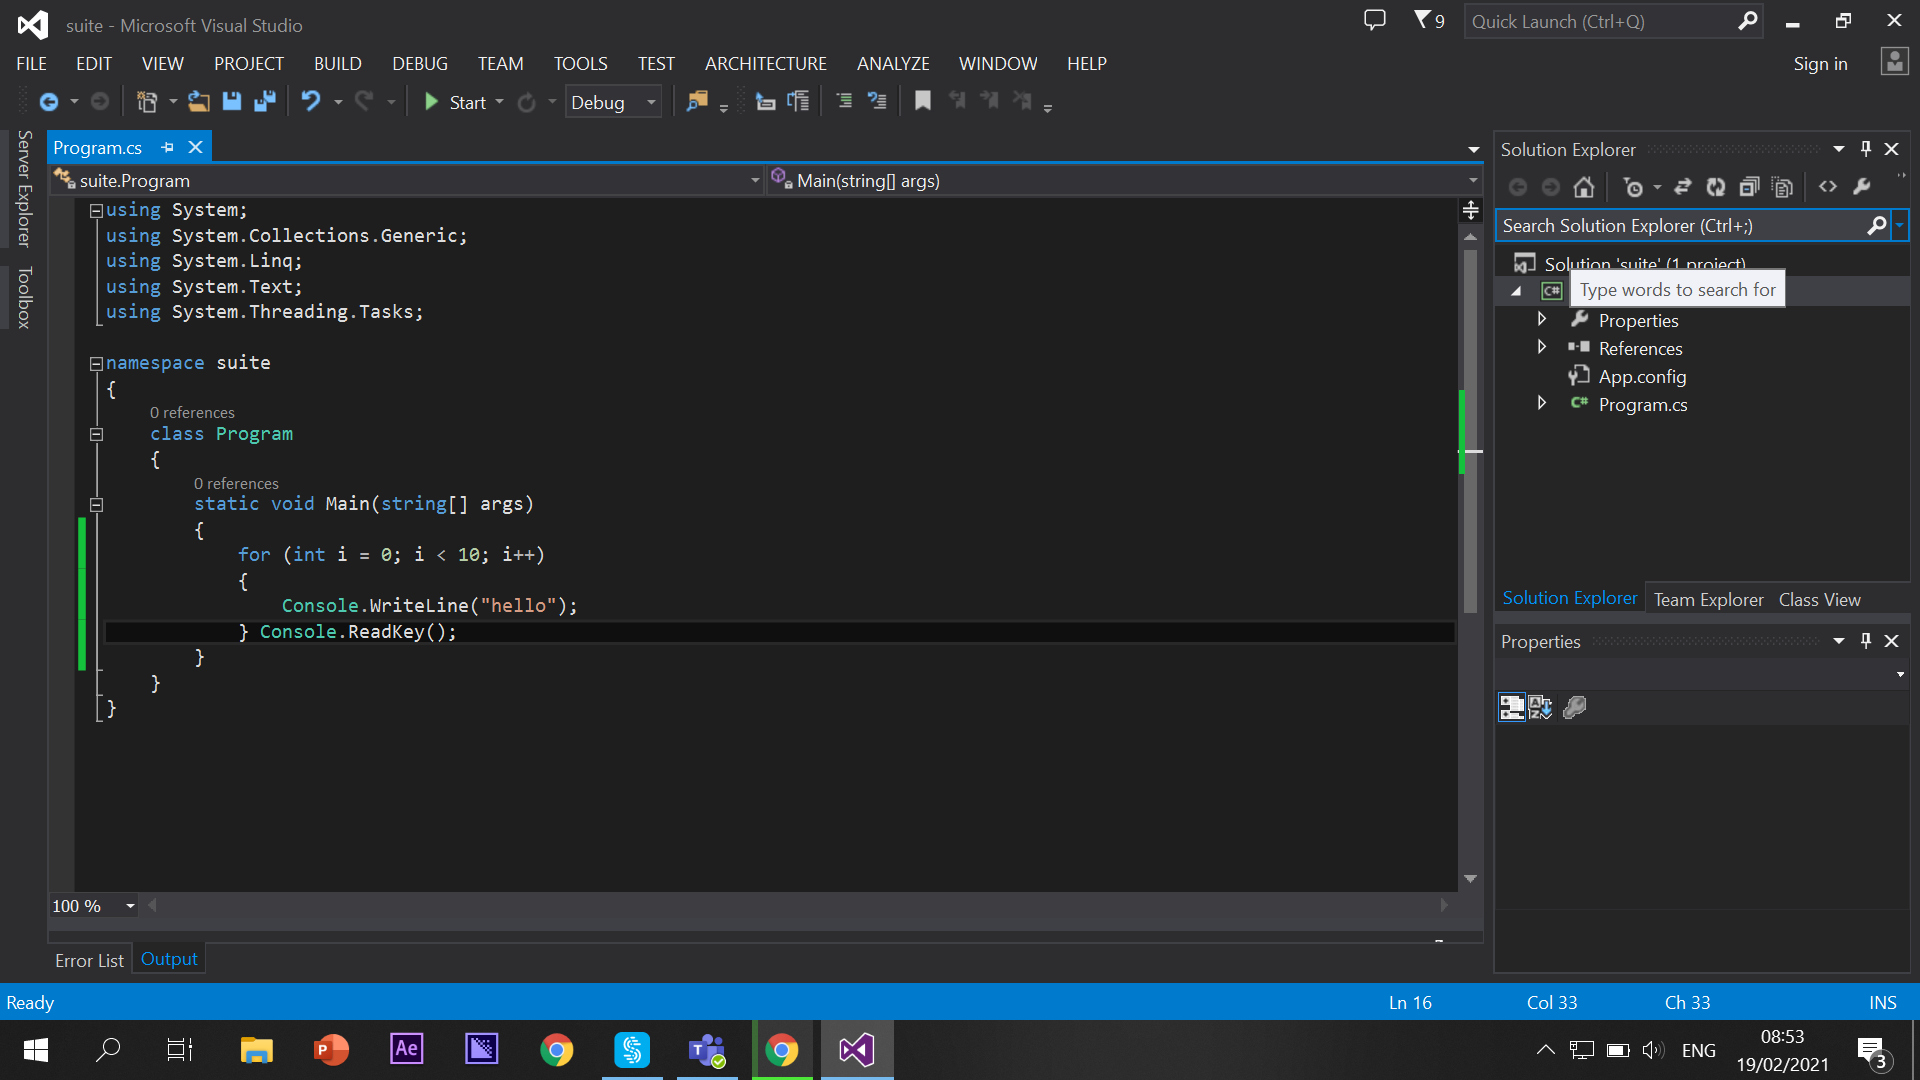 suite - Microsoft Visual Studio
9
Quick Launch (Ctrl+Q)
FILE EDIT VIEW PROJECT BUILD DEBUG TEAM TOOLS TEST ARCHITECTURE ANALYZE WINDOW HELP
Sign in
Start
Debug
Server Explorer
Toolbox
Program.cs
suite.Program
Main(string[] args)
using System;
using System.Collections.Generic;
using System.Linq;
using System.Text;
using System.Threading.Tasks;
namespace suite
{
0 references
class Program
{
0 references
static void Main(string[] args)
{
for (int i = 0; i < 10; i++)
{
Console.WriteLine("hello");
} Console.ReadKey();
}
}
}
100 %
Error List
Output
Solution Explorer
Search Solution Explorer (Ctrl+;)
Solution 'suite' (1 project)
C#
Type words to search for
Properties
References
App.config
C# Program.cs
Solution Explorer
Team Explorer
Class View
Properties
Ready
Ln 16
Col 33
Ch 33
INS
P
Ae
T
ENG
08:53
19/02/2021
3